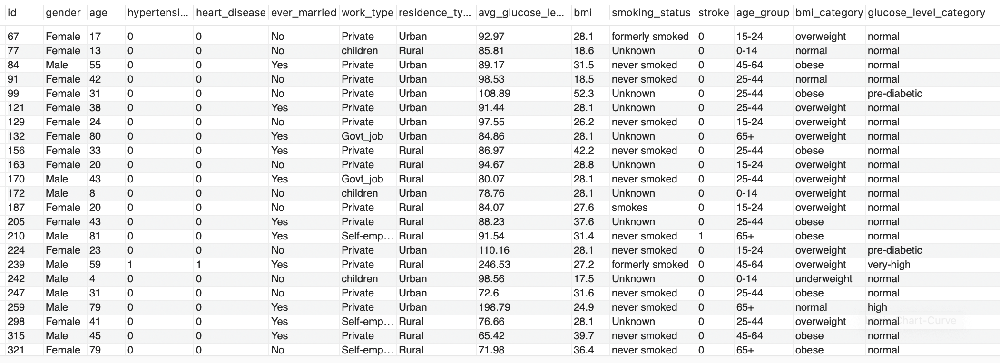 id gender age hypertensi... heart_disease ever_married work_type residence_ty... avg_glucose_le... bmi smoking_status stroke age_group bmi_category glucose_level_category
67 Female 17 0 0 No Private Urban 92.97 28.1 formerly smoked 0 15-24 overweight normal
77 Female 13 0 0 No children Rural 85.81 18.6 Unknown 0 0-14 normal normal
84 Male 55 0 0 Yes Private Urban 89.17 31.5 never smoked 0 45-64 obese normal
91 Female 42 0 0 No Private Urban 98.53 18.5 never smoked 0 25-44 normal normal
99 Female 31 0 0 No Private Urban 108.89 52.3 Unknown 0 25-44 obese pre-diabetic
121 Female 38 0 0 Yes Private Urban 91.44 28.1 Unknown 0 25-44 overweight normal
129 Female 24 0 0 No Private Urban 97.55 26.2 never smoked 0 15-24 overweight normal
132 Female 80 0 0 Yes Govt_job Urban 84.86 28.1 Unknown 0 65+ overweight normal
156 Female 33 0 0 Yes Private Rural 86.97 42.2 never smoked 0 25-44 obese normal
163 Female 20 0 0 No Private Rural 94.67 28.8 Unknown 0 15-24 overweight normal
170 Male 43 0 0 Yes Govt_job Rural 80.07 28.1 never smoked 0 25-44 overweight normal
172 Male 8 0 0 No children Urban 78.76 28.1 Unknown 0 0-14 overweight normal
187 Female 20 0 0 No Private Rural 84.07 27.6 smokes 0 15-24 overweight normal
205 Female 43 0 0 Yes Private Rural 88.23 37.6 Unknown 0 25-44 obese normal
210 Male 81 0 0 Yes Self-emp... Rural 91.54 31.4 never smoked 1 65+ obese normal
224 Female 23 0 0 No Private Urban 110.16 28.1 never smoked 0 15-24 overweight pre-diabetic
239 Male 59 1 1 Yes Private Rural 246.53 27.2 formerly smoked 0 45-64 overweight very-high
242 Male 4 0 0 No children Urban 98.56 17.5 Unknown 0 0-14 underweight normal
247 Male 31 0 0 No Private Urban 72.6 31.6 never smoked 0 25-44 obese normal
259 Male 79 0 0 Yes Private Urban 198.79 24.9 never smoked 0 65+ normal high
298 Female 41 0 0 Yes Self-emp... Rural 76.66 28.1 Unknown 0 25-44 overweight normal Chart-Curve
315 Male 45 0 0 Yes Private Rural 65.42 39.7 never smoked 0 45-64 obese normal
321 Female 79 0 0 No Self-emp... Rural 71.98 36.4 never smoked 0 65+ obese normal